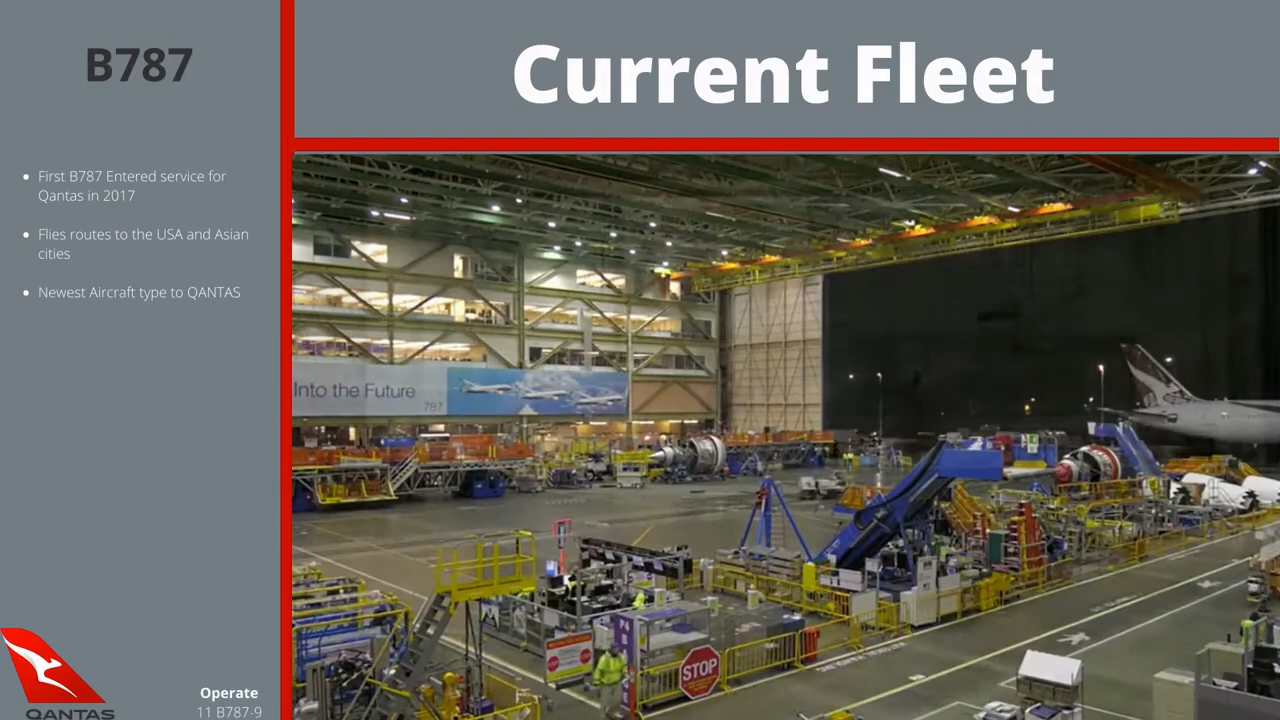 B787
Current Fleet
First B787 Entered service for
Qantas in 2017
Flies routes to the USA and Asian
cities
Newest Aircraft type to QANTAS
Into the Future
787
STOP
QANTAS
Operate
11 B787-9